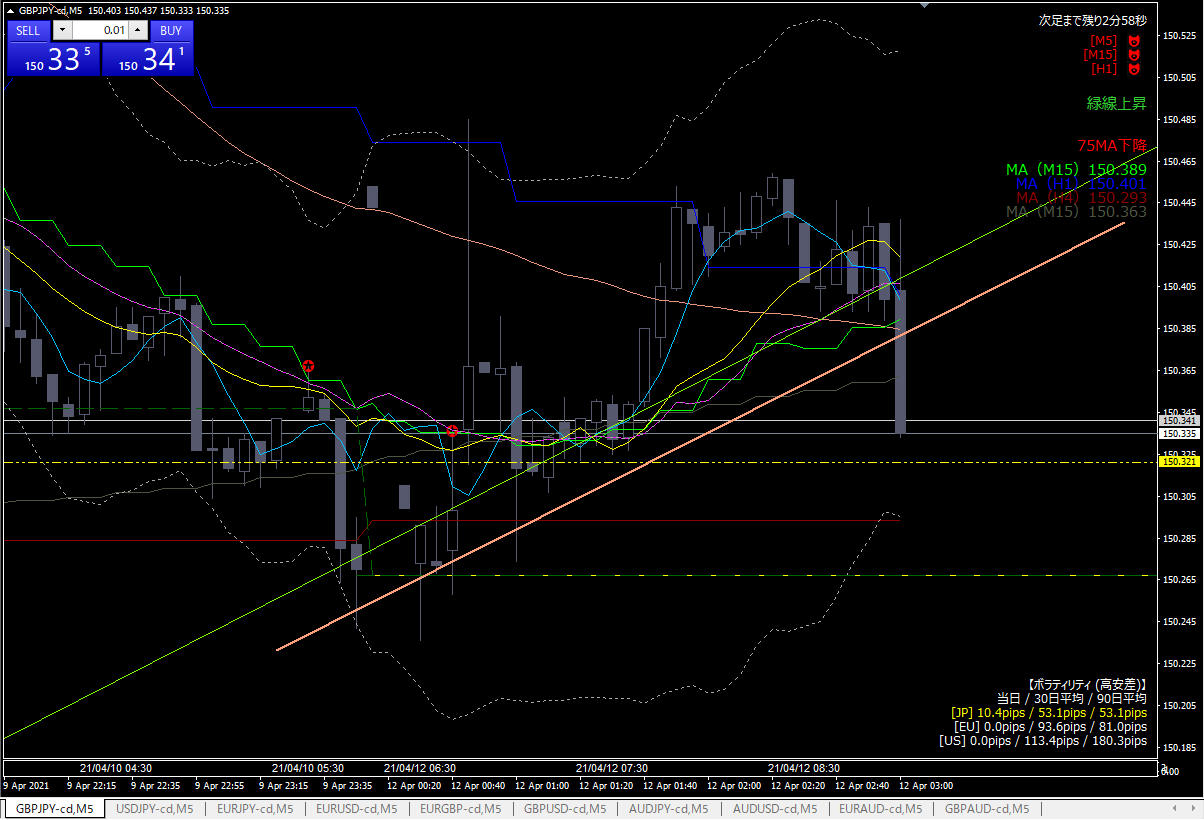 GBPJPY-cd,M5 150.403 150.437 150.333 150.335
SELL 0.01 BUY
150 33 5 150 34 1
次足まで残り2分58秒
[M5]
[M15]
[H1]
緑線上昇
75MA下降
MA（M15）150.389
MA（H1）150.401
MA（H4）150.293
MA（M15）150.363
150.525
150.505
150.485
150.465
150.445
150.425
150.405
150.385
150.365
150.345
150.341
150.335
150.325
150.321
150.305
150.285
150.265
150.245
150.225
150.205
150.185
【ボラティリティ(高安差)】
当日 / 30日平均 / 90日平均
[JP] 10.4pips / 53.1pips / 53.1pips
[EU] 0.0pips / 93.6pips / 81.0pips
[US] 0.0pips / 113.4pips / 180.3pips
21/04/10 04:30 21/04/10 05:30 21/04/12 06:30 21/04/12 07:30 21/04/12 08:30
9 Apr 2021 9 Apr 22:15 9 Apr 22:35 9 Apr 22:55 9 Apr 23:15 9 Apr 23:35 12 Apr 00:20 12 Apr 00:40 12 Apr 01:00 12 Apr 01:20 12 Apr 01:40 12 Apr 02:00 12 Apr 02:20 12 Apr 02:40 12 Apr 03:00
GBPJPY-cd,M5 USDJPY-cd,M5 EURJPY-cd,M5 EURUSD-cd,M5 EURGBP-cd,M5 GBPUSD-cd,M5 AUDJPY-cd,M5 AUDUSD-cd,M5 EURAUD-cd,M5 GBPAUD-cd,M5